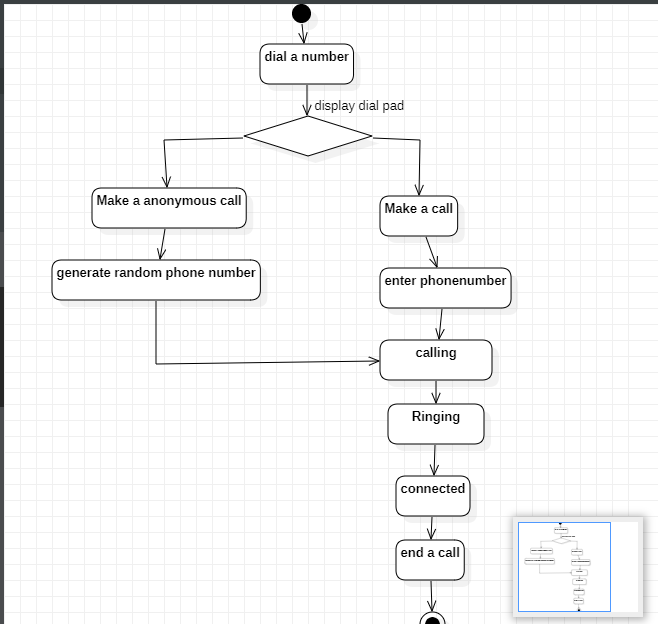 dial a number
display dial pad
Make a anonymous call
Make a call
generate random phone number
enter phonenumber
calling
Ringing
connected
end a call